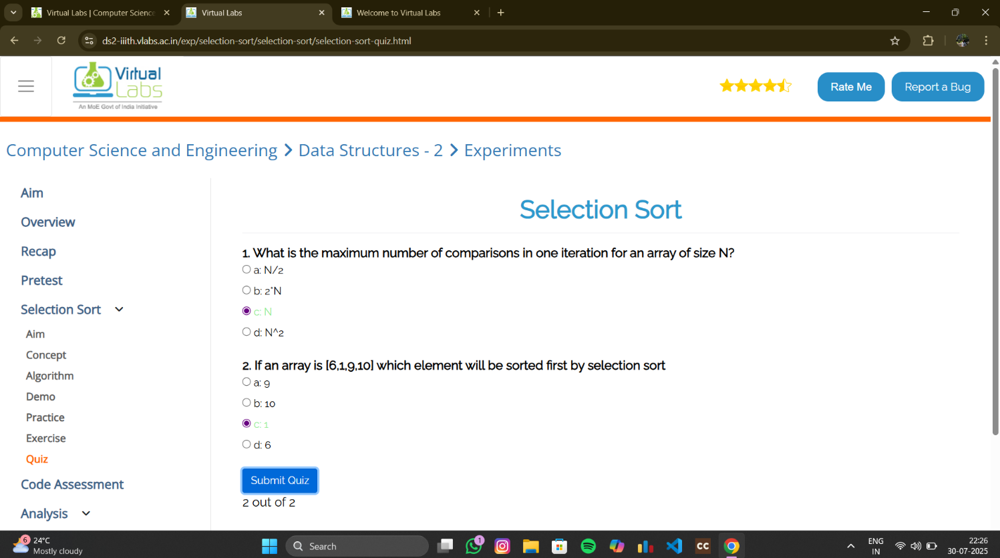 Virtual Labs | Computer Science
Virtual Labs
Welcome to Virtual Labs
ds2-iiith.vlabs.ac.in/exp/selection-sort/selection-sort/selection-sort-quiz.html
Virtual
Labs
An MoE Govt of India Initiative
Rate Me
Report a Bug
Computer Science and Engineering > Data Structures - 2 > Experiments
Aim
Overview
Recap
Pretest
Selection Sort
Aim
Concept
Algorithm
Demo
Practice
Exercise
Quiz
Code Assessment
Analysis
Selection Sort
1. What is the maximum number of comparisons in one iteration for an array of size N?
a: N/2
b: 2*N
c: N
d: N^2
2. If an array is [6,1,9,10] which element will be sorted first by selection sort
a: 9
b: 10
c: 1
d: 6
Submit Quiz
2 out of 2
6
24°C
Mostly cloudy
Search
1
CC
ENG
IN
22:26
30-07-2025